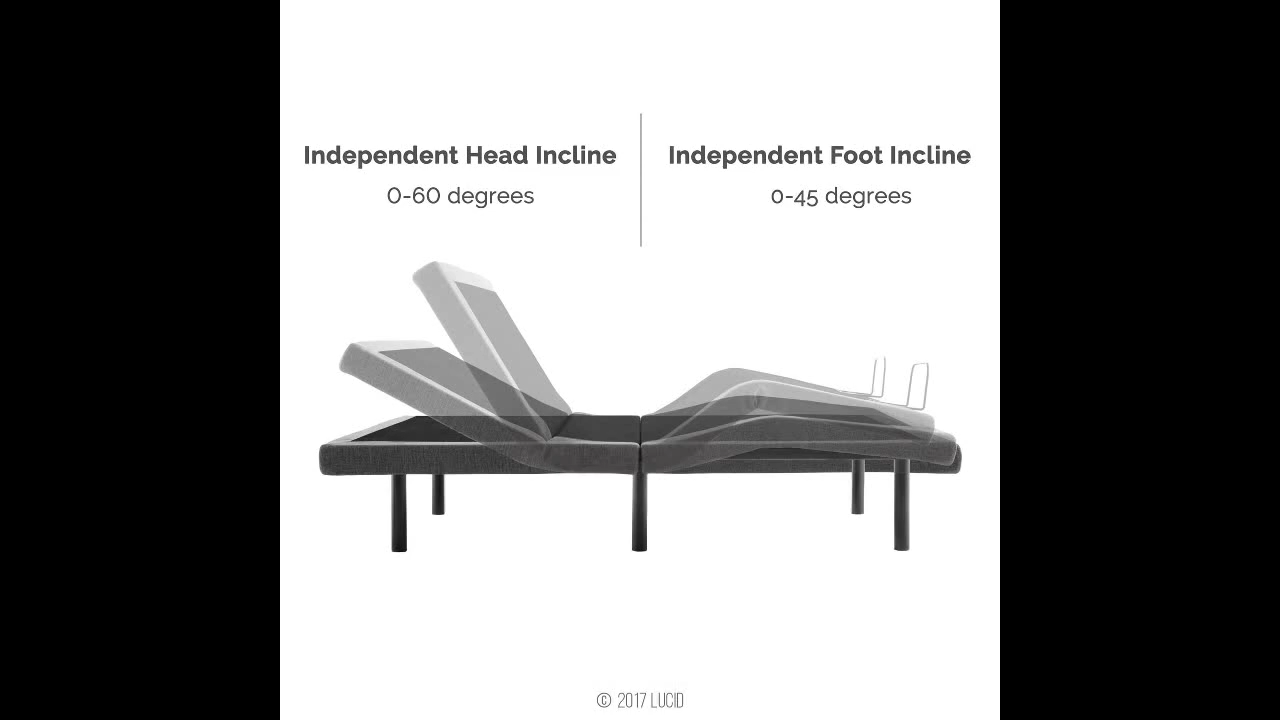 Independent Head Incline
0-60 degrees
Independent Foot Incline
0-45 degrees
© 2017 LUCID